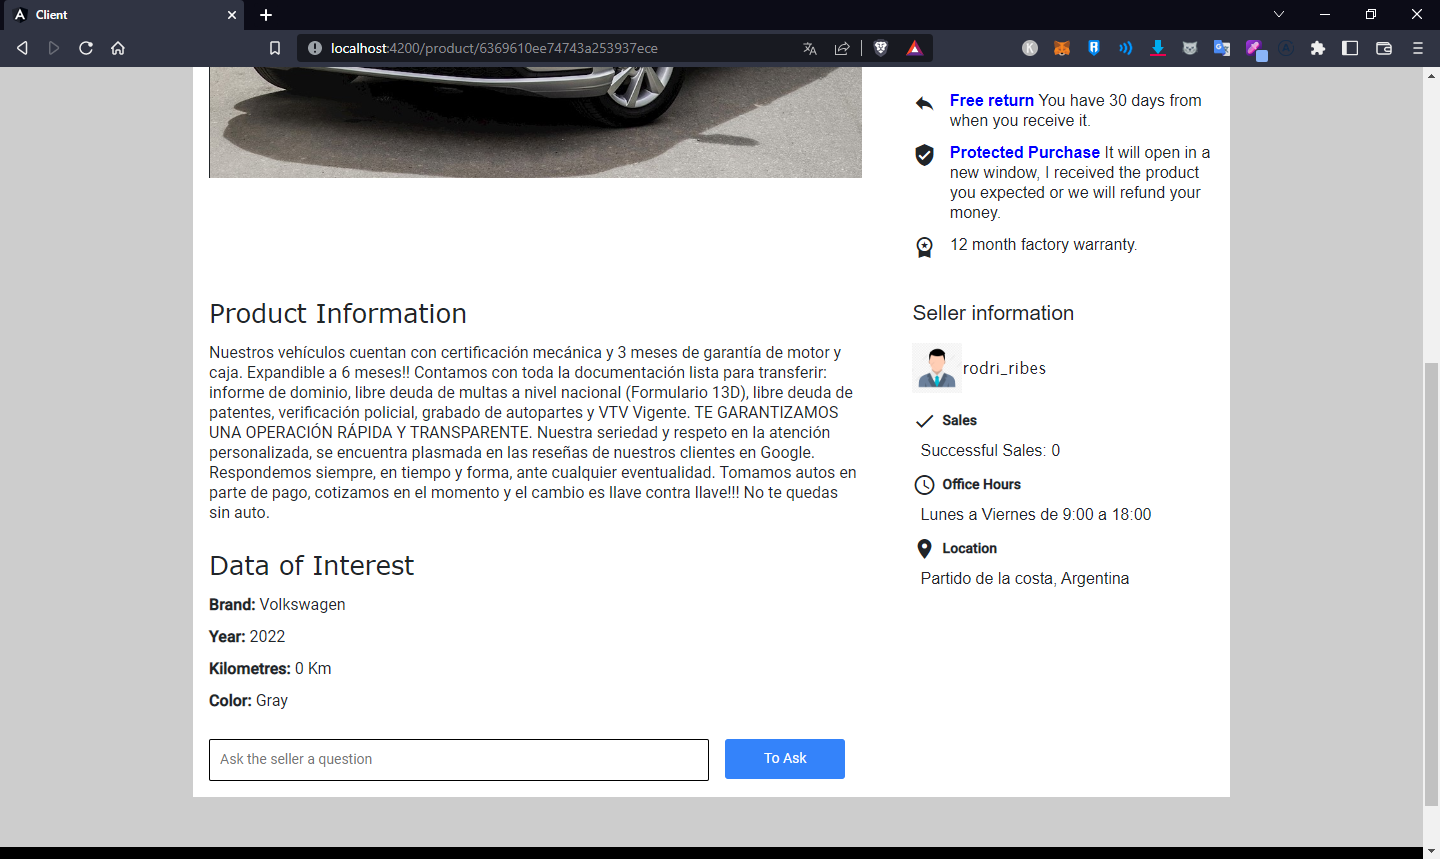 Client
localhost:4200/product/6369610ee74743a253937ece
Free return You have 30 days from
when you receive it.
Protected Purchase It will open in a
new window, I received the product
you expected or we will refund your
money.
12 month factory warranty.
Product Information
Nuestros vehículos cuentan con certificación mecánica y 3 meses de garantía de motor y
caja. Expandible a 6 meses!! Contamos con toda la documentación lista para transferir:
informe de dominio, libre deuda de multas a nivel nacional (Formulario 13D), libre deuda de
patentes, verificación policial, grabado de autopartes y VTV Vigente. TE GARANTIZAMOS
UNA OPERACIÓN RÁPIDA Y TRANSPARENTE. Nuestra seriedad y respeto en la atención
personalizada, se encuentra plasmada en las reseñas de nuestros clientes en Google.
Respondemos siempre, en tiempo y forma, ante cualquier eventualidad. Tomamos autos en
parte de pago, cotizamos en el momento y el cambio es llave contra llave!!! No te quedas
sin auto.
Data of Interest
Brand: Volkswagen
Year: 2022
Kilometres: 0 Km
Color: Gray
Ask the seller a question
To Ask
Seller information
rodri_ribes
Sales
Successful Sales: 0
Office Hours
Lunes a Viernes de 9:00 a 18:00
Location
Partido de la costa, Argentina